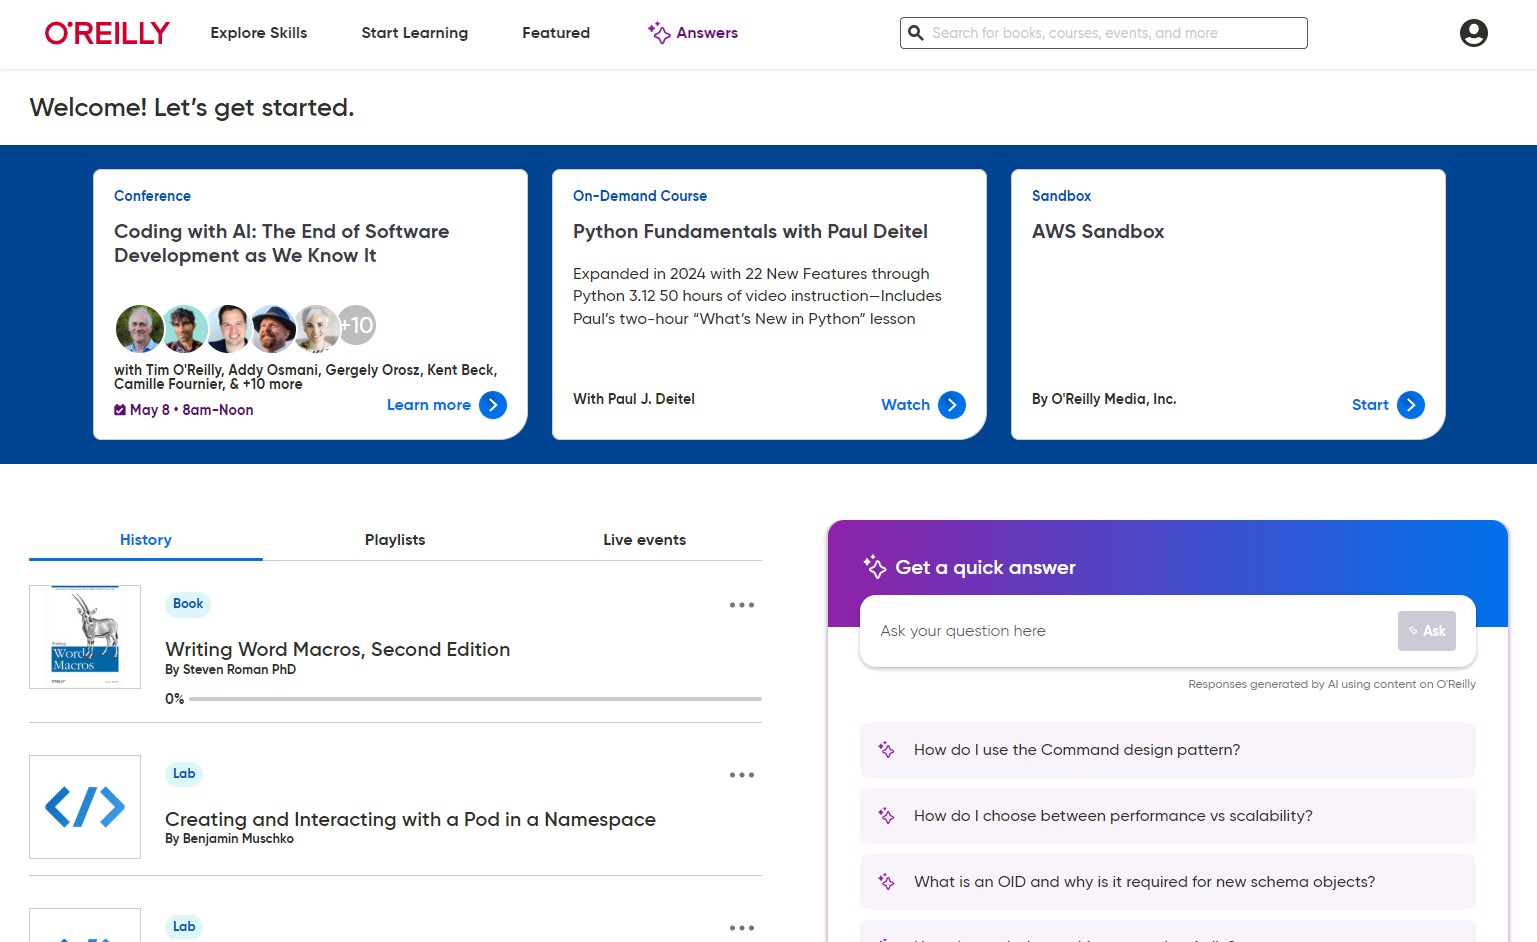 O'REILLY
Explore Skills
Start Learning
Featured
Answers
Search for books, courses, events, and more
Welcome! Let's get started.
Conference
Coding with AI: The End of Software
Development as We Know It
+10
with Tim O'Reilly, Addy Osmani, Gergely Orosz, Kent Beck,
Camille Fournier, & +10 more
May 8 • 8am-Noon
Learn more
On-Demand Course
Python Fundamentals with Paul Deitel
Expanded in 2024 with 22 New Features through
Python 3.12 50 hours of video instruction—Includes
Paul's two-hour “What's New in Python” lesson
With Paul J. Deitel
Watch
Sandbox
AWS Sandbox
By O'Reilly Media, Inc.
Start
History
Playlists
Live events
Writing
Word
Macros
O'REILLY
Book
Writing Word Macros, Second Edition
By Steven Roman PhD
0%
Lab
Creating and Interacting with a Pod in a Namespace
By Benjamin Muschko
Lab
Get a quick answer
Ask your question here
Ask
Responses generated by AI using content on O'Reilly
How do I use the Command design pattern?
How do I choose between performance vs scalability?
What is an OID and why is it required for new schema objects?